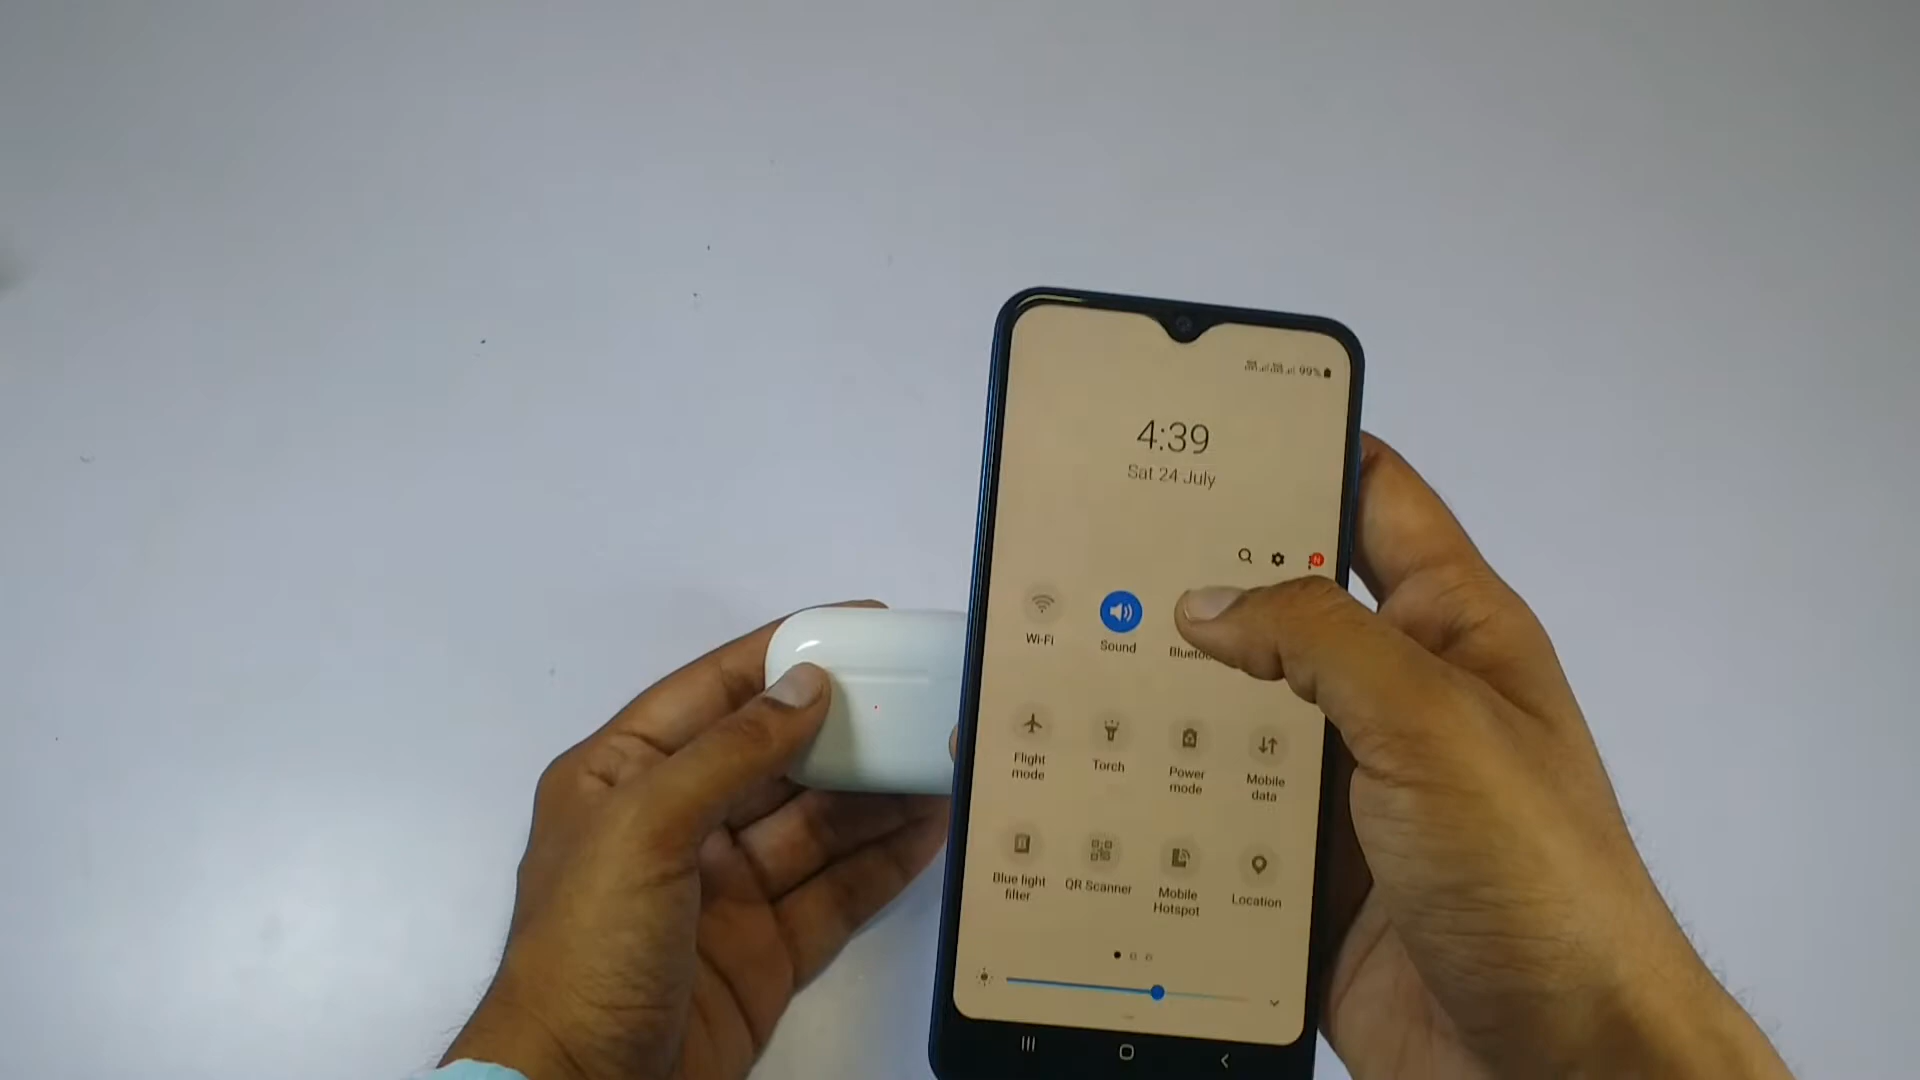 99%
4:39
Sat 24 July
N
Wi-Fi
Sound
Flight
mode
Torch
Power
mode
Mobile
data
Blue light
filter
QR Scanner
Mobile
Hotspot
Location